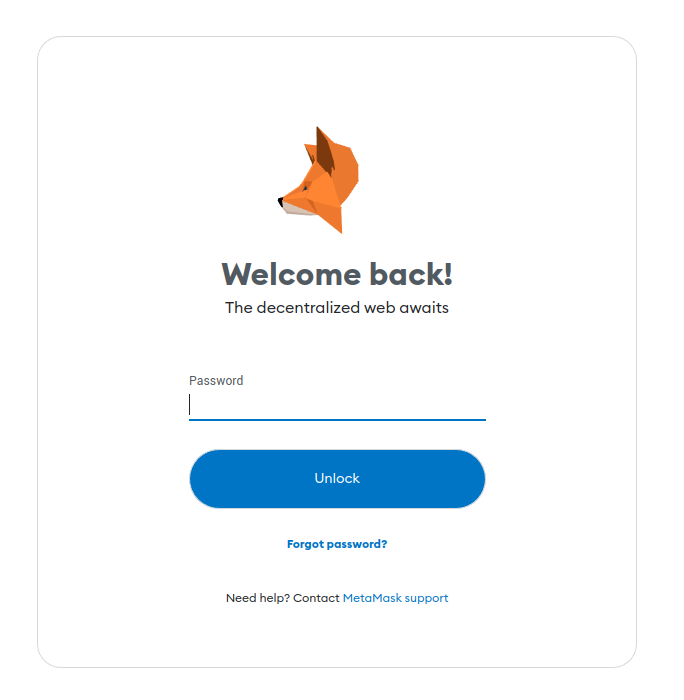 Welcome back!
The decentralized web awaits
Password
Unlock
Forgot password?
Need help? Contact MetaMask support